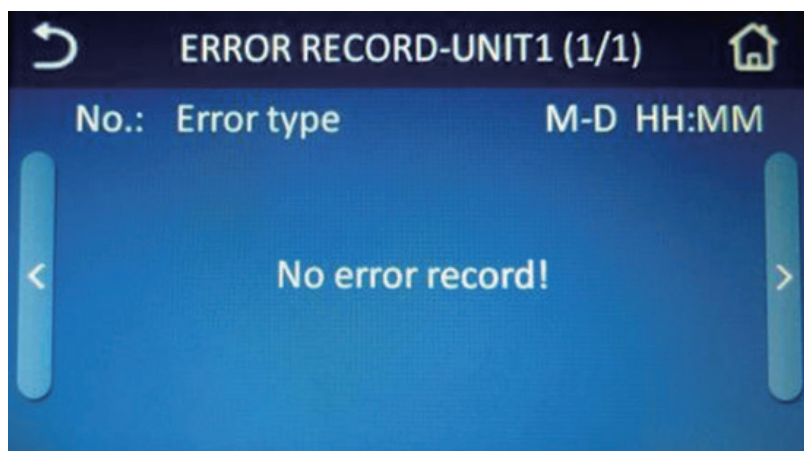 ERROR RECORD-UNIT1 (1/1)
No.: Error type M-D HH:MM
< No error record! >